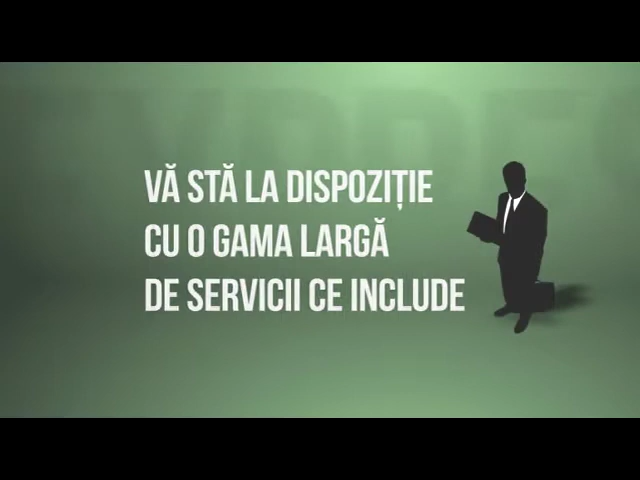 VĂ STĂ LA DISPOZIȚIE
CU O GAMA LARGĂ
DE SERVICII CE INCLUDE